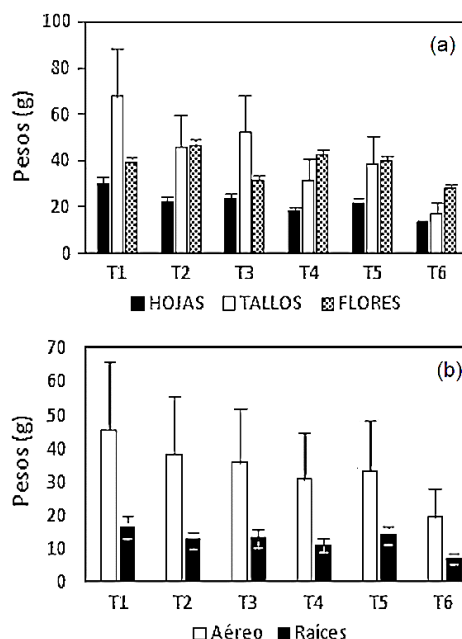 (a)
Pesos (g)
100
80
60
40
20
0
T1 T2 T3 T4 T5 T6
HOJAS TALLOS FLORES
(b)
Pesos (g)
70
60
50
40
30
20
10
0
T1 T2 T3 T4 T5 T6
Aéreo Raíces